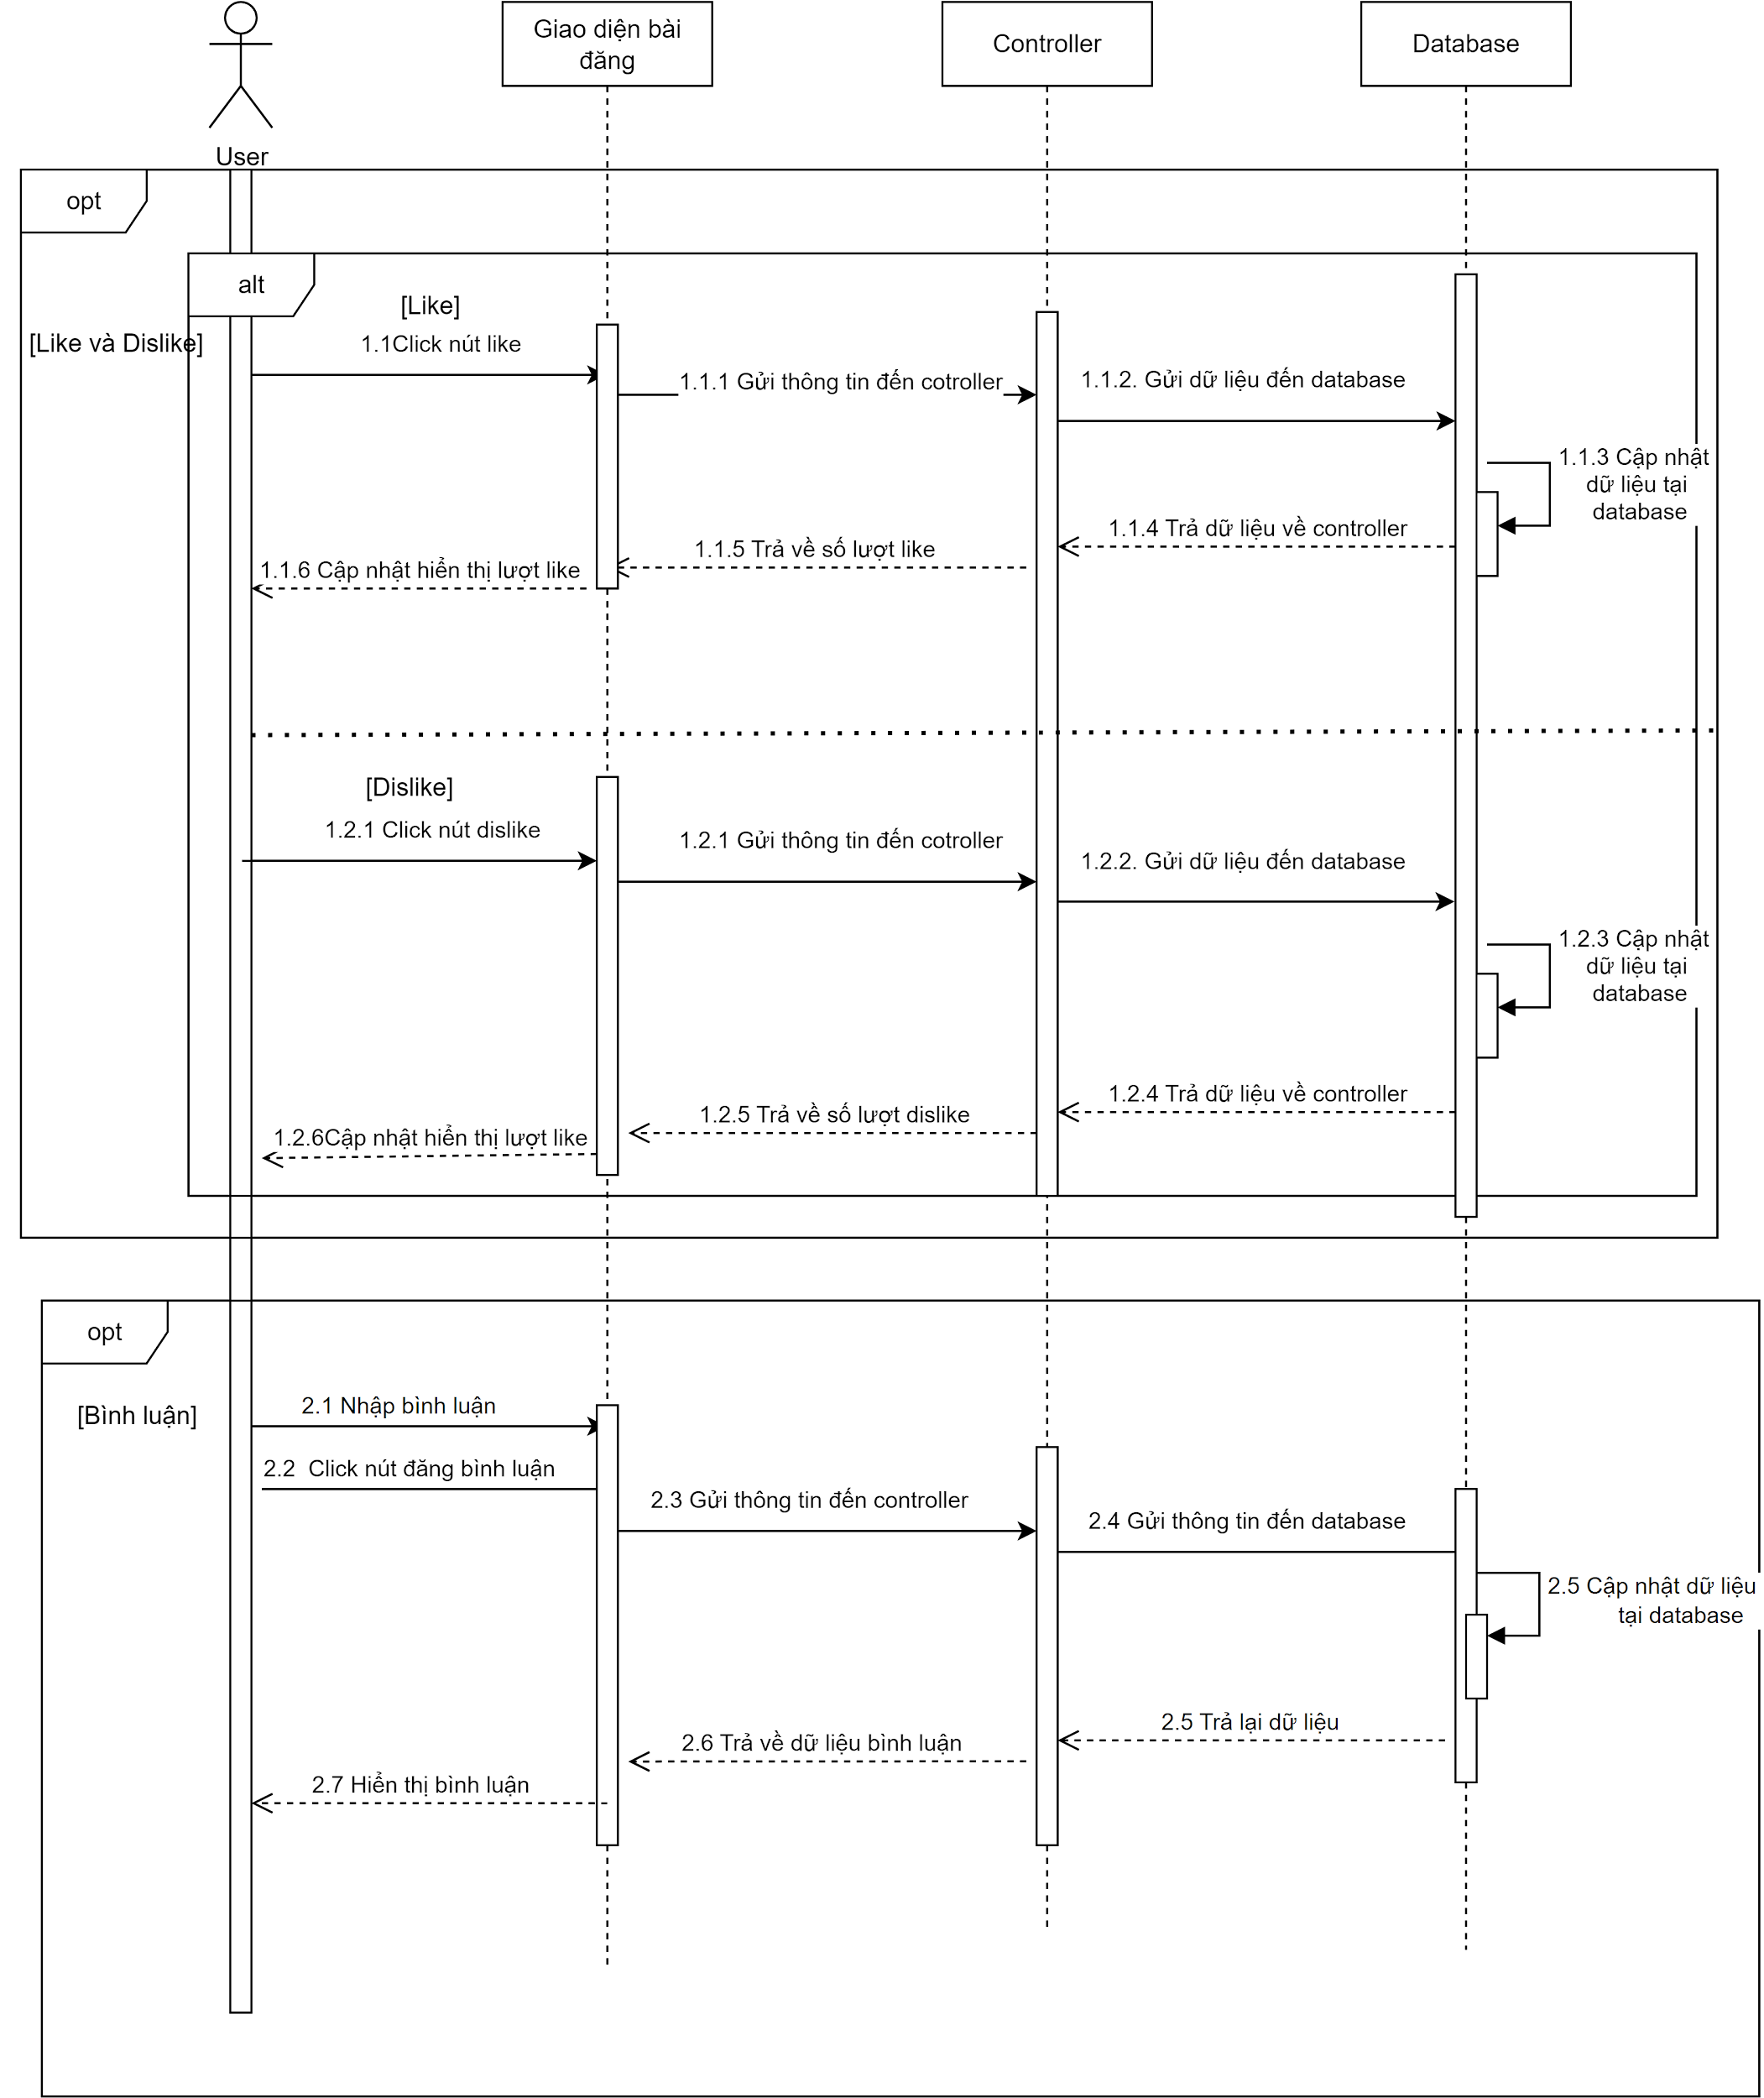 Giao diện bài
đăng
Controller
Database
User
opt
alt
[Like]
[Like và Dislike]
1.1Click nút like
1.1.1 Gửi thông tin đến cotroller
1.1.2. Gửi dữ liệu đến database
1.1.3 Cập nhật
dữ liệu tại
database
1.1.4 Trả dữ liệu về controller
1.1.5 Trả về số lượt like
1.1.6 Cập nhật hiển thị lượt like
[Dislike]
1.2.1 Click nút dislike
1.2.1 Gửi thông tin đến cotroller
1.2.2. Gửi dữ liệu đến database
1.2.3 Cập nhật
dữ liệu tại
database
1.2.4 Trả dữ liệu về controller
1.2.5 Trả về số lượt dislike
1.2.6Cập nhật hiển thị lượt like
opt
[Bình luận]
2.1 Nhập bình luận
2.2  Click nút đăng bình luận
2.3 Gửi thông tin đến controller
2.4 Gửi thông tin đến database
2.5 Cập nhật dữ liệu
tại database
2.5 Trả lại dữ liệu
2.6 Trả về dữ liệu bình luận
2.7 Hiển thị bình luận